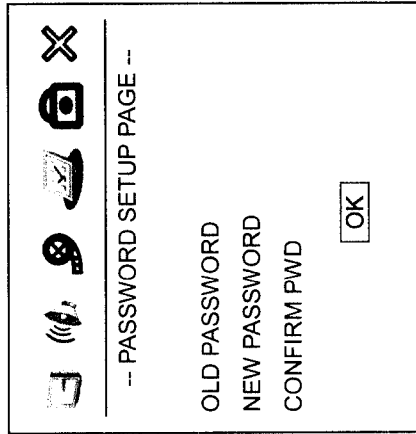 -- PASSWORD SETUP PAGE --
OLD PASSWORD
NEW PASSWORD
CONFIRM PWD
OK